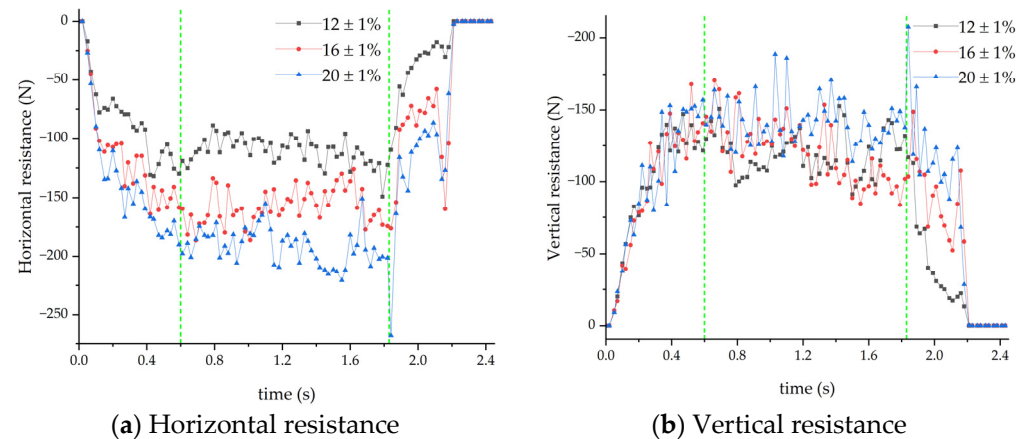 0
−50
−100
−150
−200
−250
Horizontal resistance (N)
12 ± 1%
16 ± 1%
20 ± 1%
0.0
0.4
0.8
1.2
1.6
2.0
2.4
time (s)
(a) Horizontal resistance
−200
−150
−100
−50
0
Vertical resistance (N)
12 ± 1%
16 ± 1%
20 ± 1%
0.0
0.4
0.8
1.2
1.6
2.0
2.4
time (s)
(b) Vertical resistance